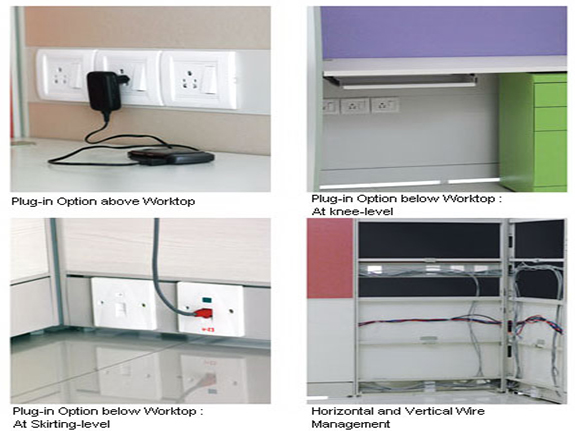 Plug-in Option above Worktop
Plug-in Option below Worktop :
At knee-level
Plug-in Option below Worktop :
At Skirting-level
Horizontal and Vertical Wire
Management